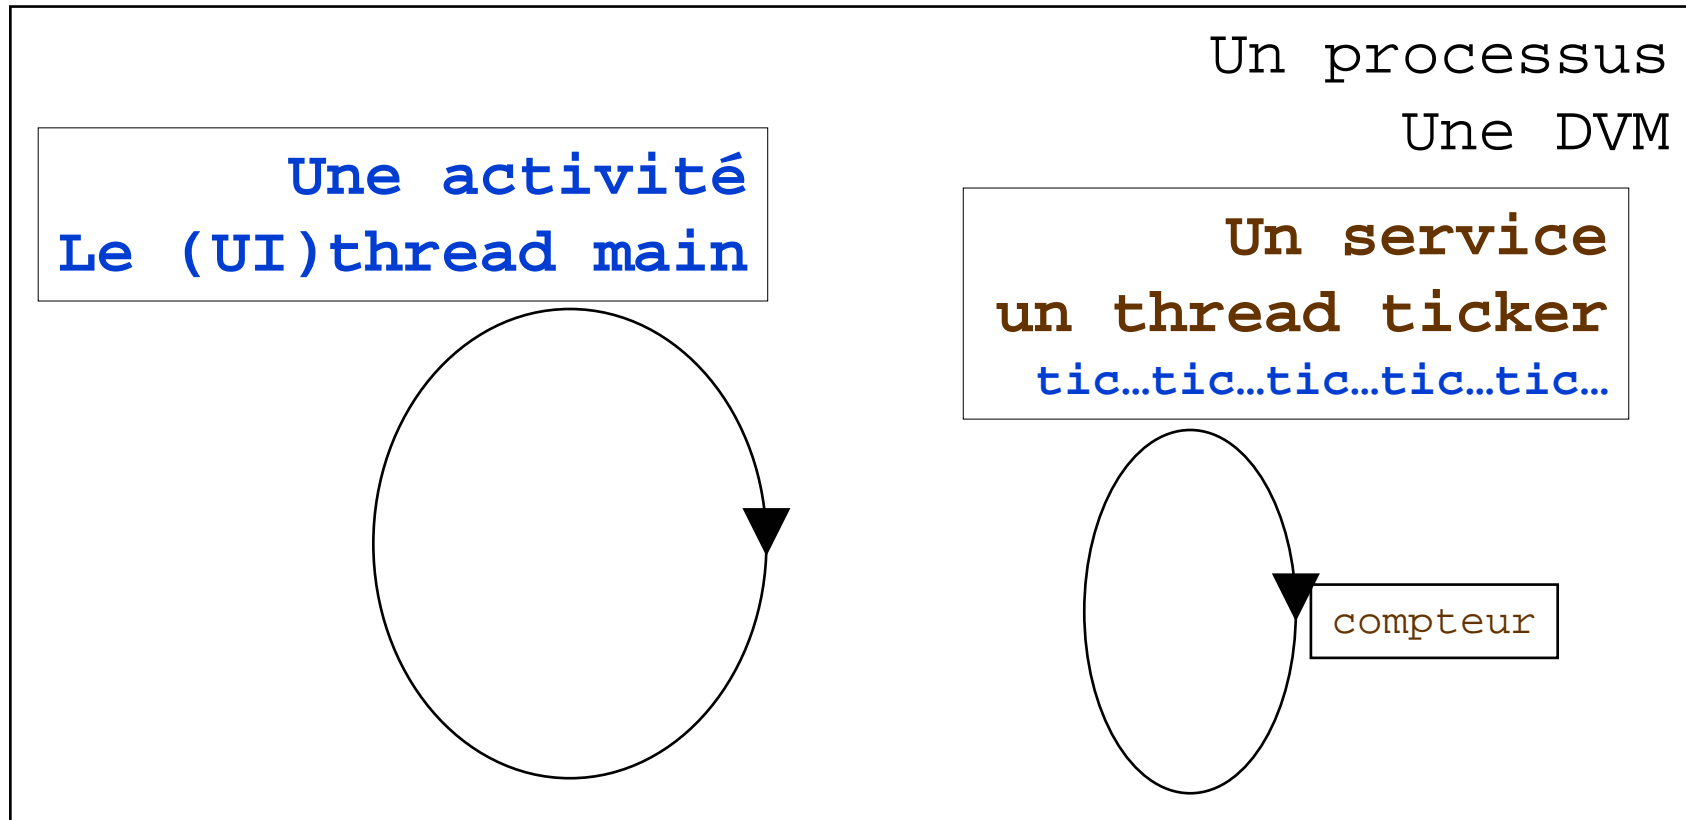 Un processus
Une DVM
Une activité
Le (UI)thread main
Un service
un thread ticker
tic…tic…tic…tic…tic…
compteur